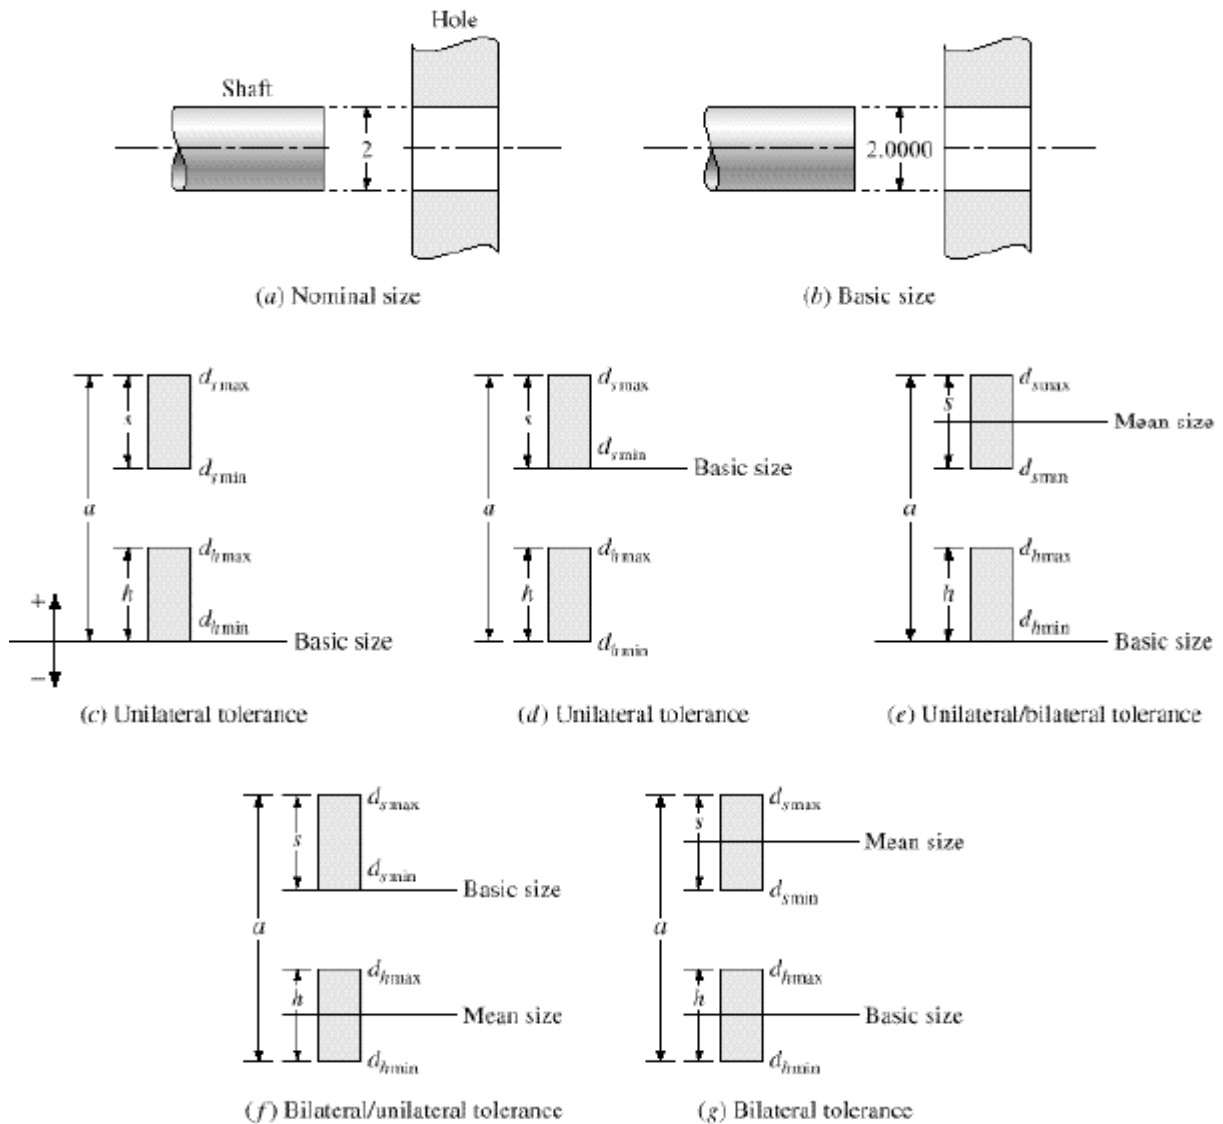 Hole
Shaft
2
2.0000
(a) Nominal size
(b) Basic size
d_smax
s
d_smin
a
d_hmax
h
d_hmin
+
−
Basic size
(c) Unilateral tolerance
d_smax
s
d_smin
Basic size
a
d_hmax
h
d_hmin
(d) Unilateral tolerance
d_smax
s
Mean size
d_smin
a
d_hmax
h
d_hmin
Basic size
(e) Unilateral/bilateral tolerance
d_smax
s
d_smin
Basic size
a
d_hmax
h
Mean size
d_hmin
(f) Bilateral/unilateral tolerance
d_smax
s
Mean size
d_smin
a
d_hmax
h
Basic size
d_hmin
(g) Bilateral tolerance